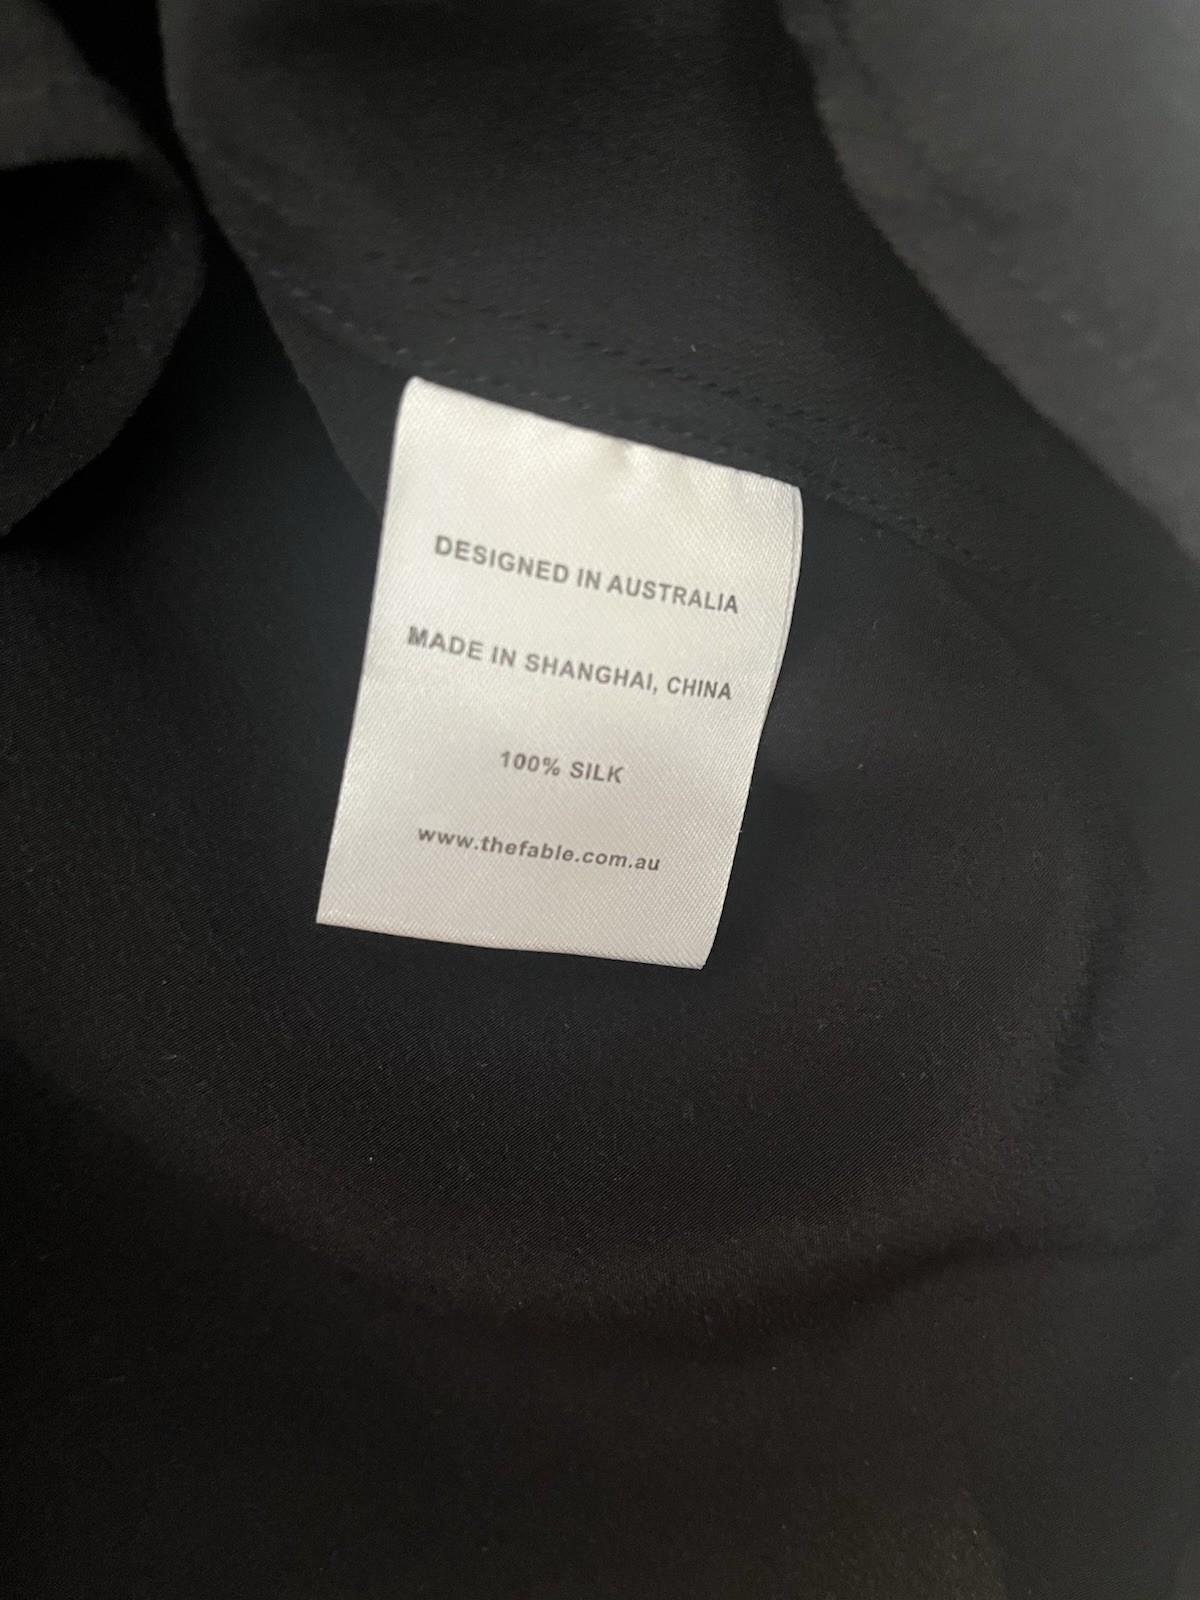 DESIGNED IN AUSTRALIA
MADE IN SHANGHAI, CHINA
100% SILK
www.thefable.com.au